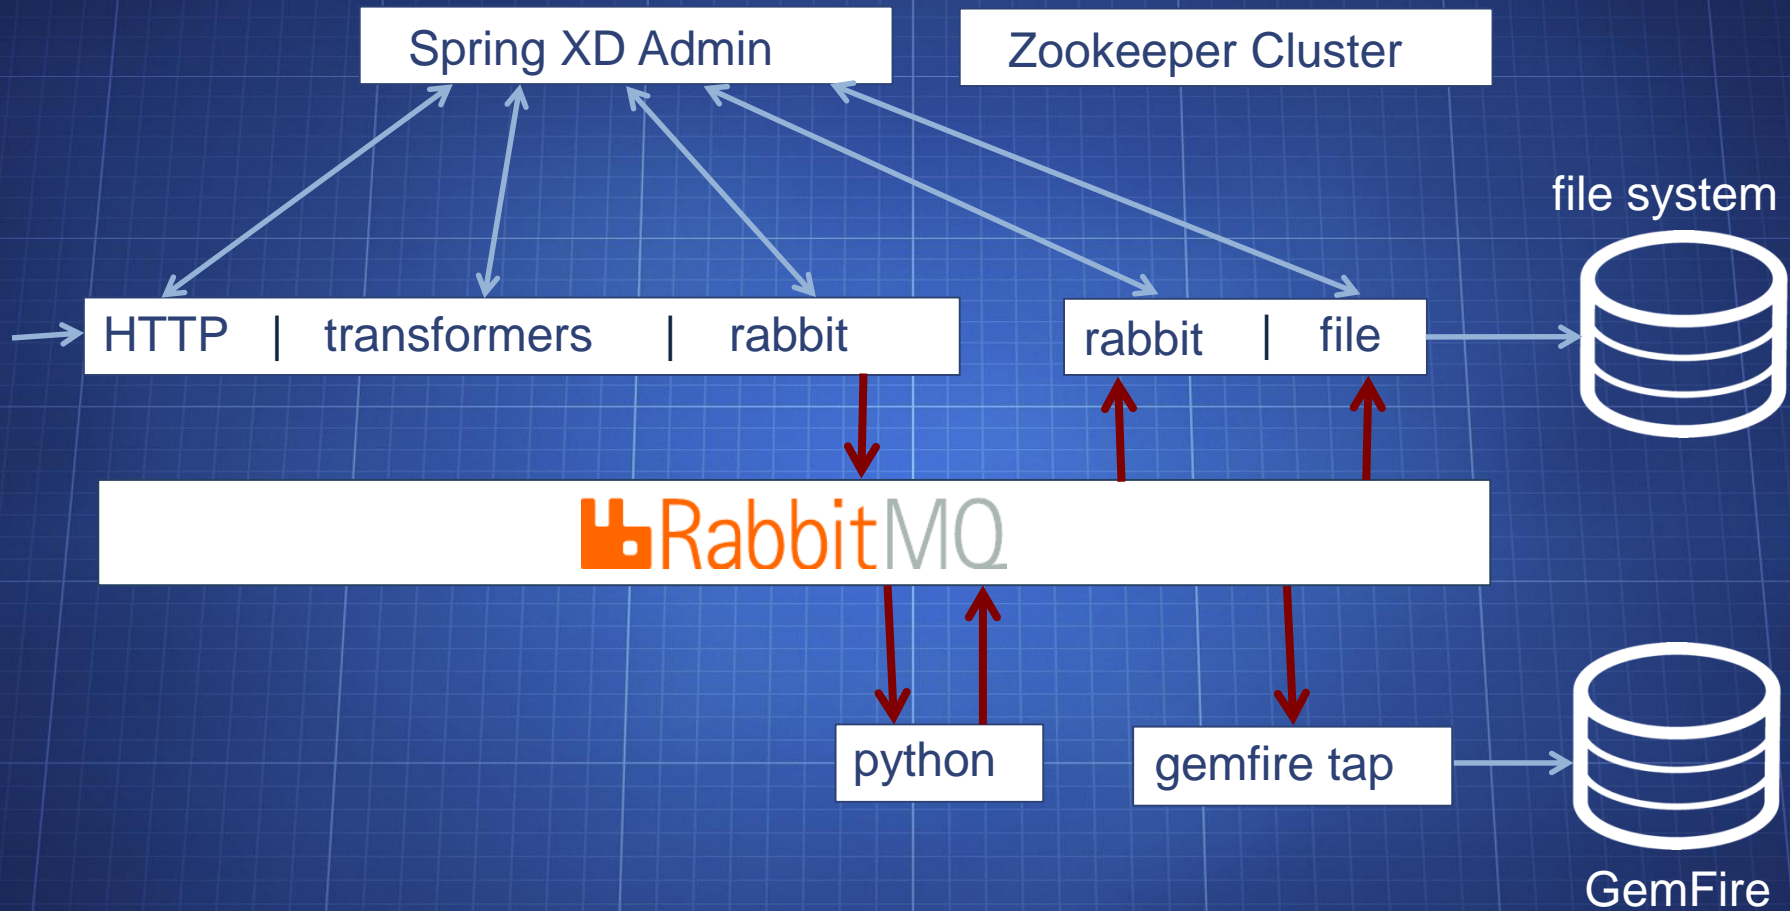 Spring XD Admin
Zookeeper Cluster
file system
HTTP | transformers | rabbit
rabbit | file
RabbitMQ
python
gemfire tap
GemFire